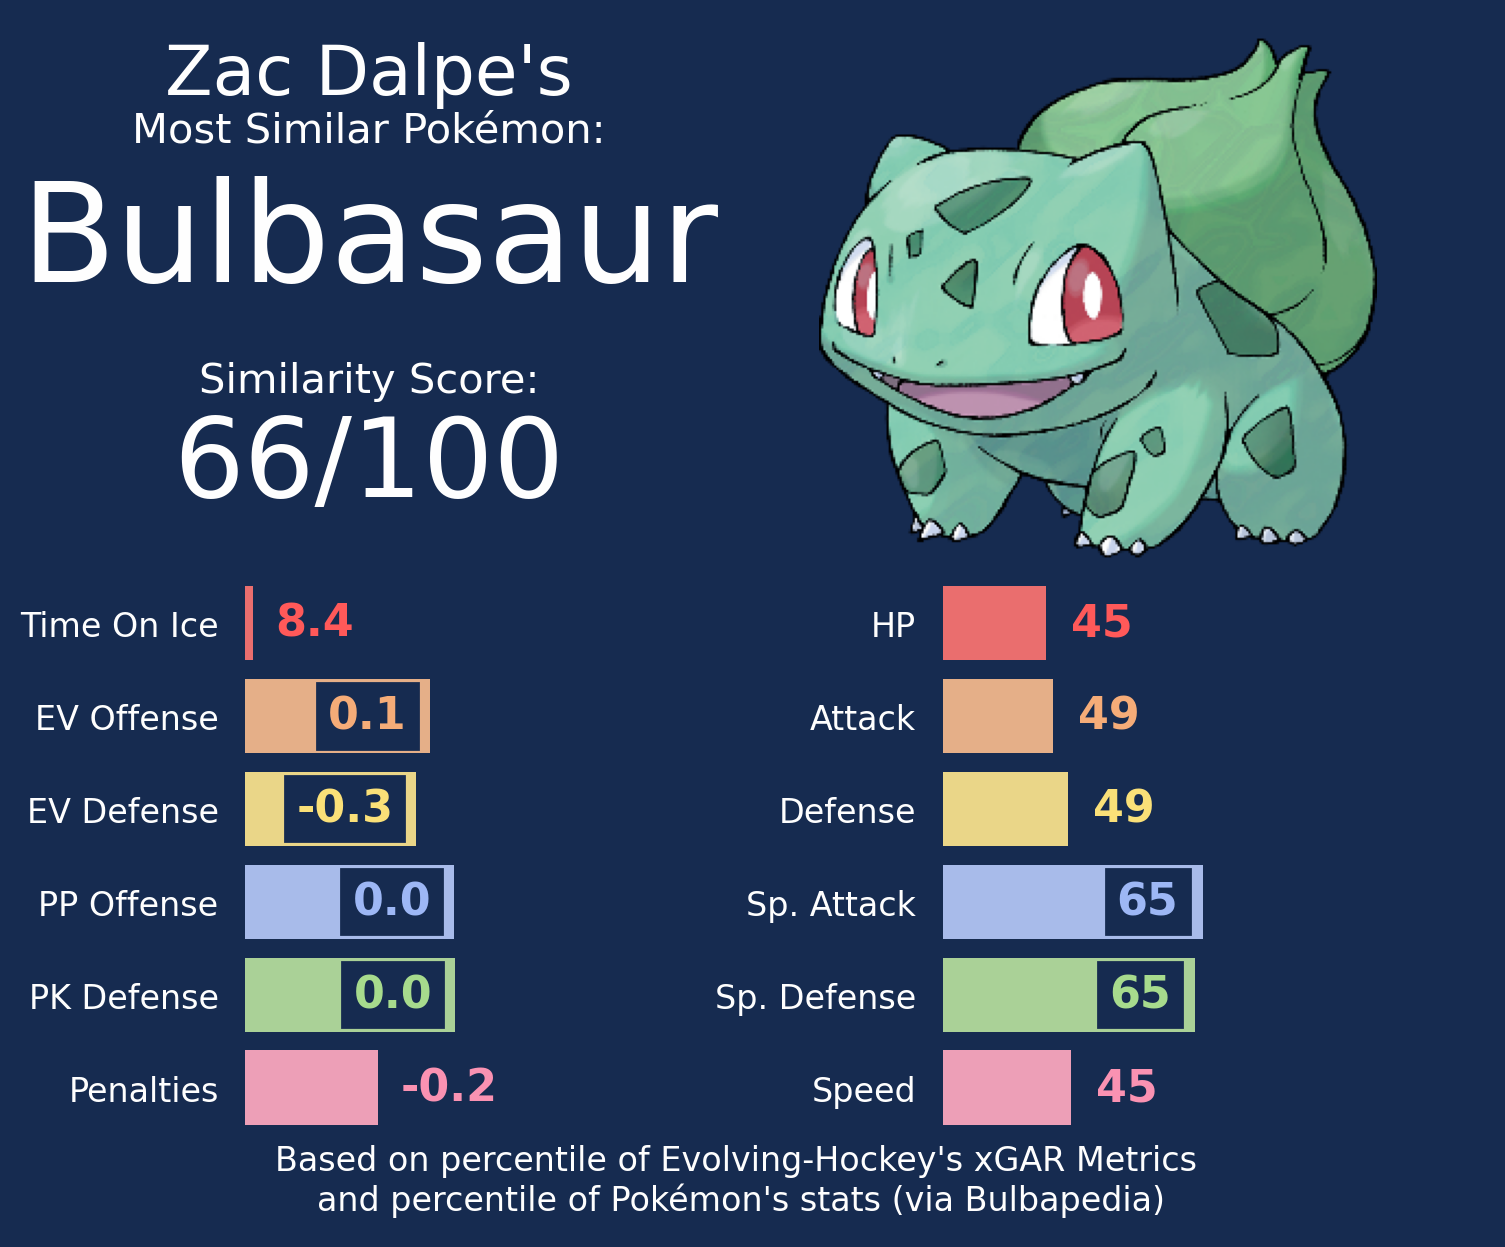 Zac Dalpe's
Most Similar Pokémon:
Bulbasaur
Similarity Score:
66/100
Time On Ice 8.4
EV Offense 0.1
EV Defense -0.3
PP Offense 0.0
PK Defense 0.0
Penalties -0.2
HP 45
Attack 49
Defense 49
Sp. Attack 65
Sp. Defense 65
Speed 45
Based on percentile of Evolving-Hockey's xGAR Metrics
and percentile of Pokémon's stats (via Bulbapedia)